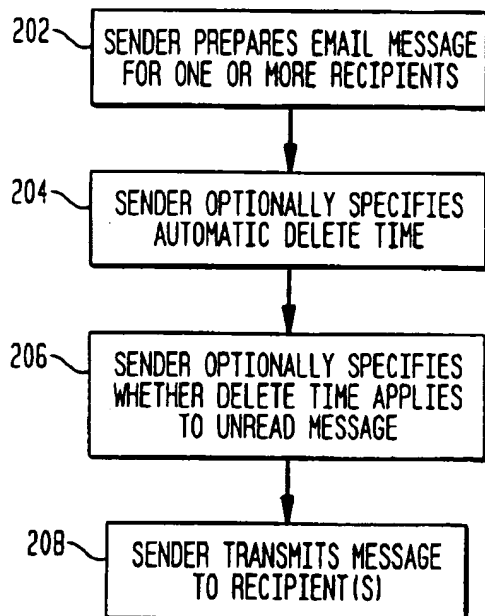 202
SENDER PREPARES EMAIL MESSAGE
FOR ONE OR MORE RECIPIENTS
204
SENDER OPTIONALLY SPECIFIES
AUTOMATIC DELETE TIME
206
SENDER OPTIONALLY SPECIFIES
WHETHER DELETE TIME APPLIES
TO UNREAD MESSAGE
208
SENDER TRANSMITS MESSAGE
TO RECIPIENT(S)